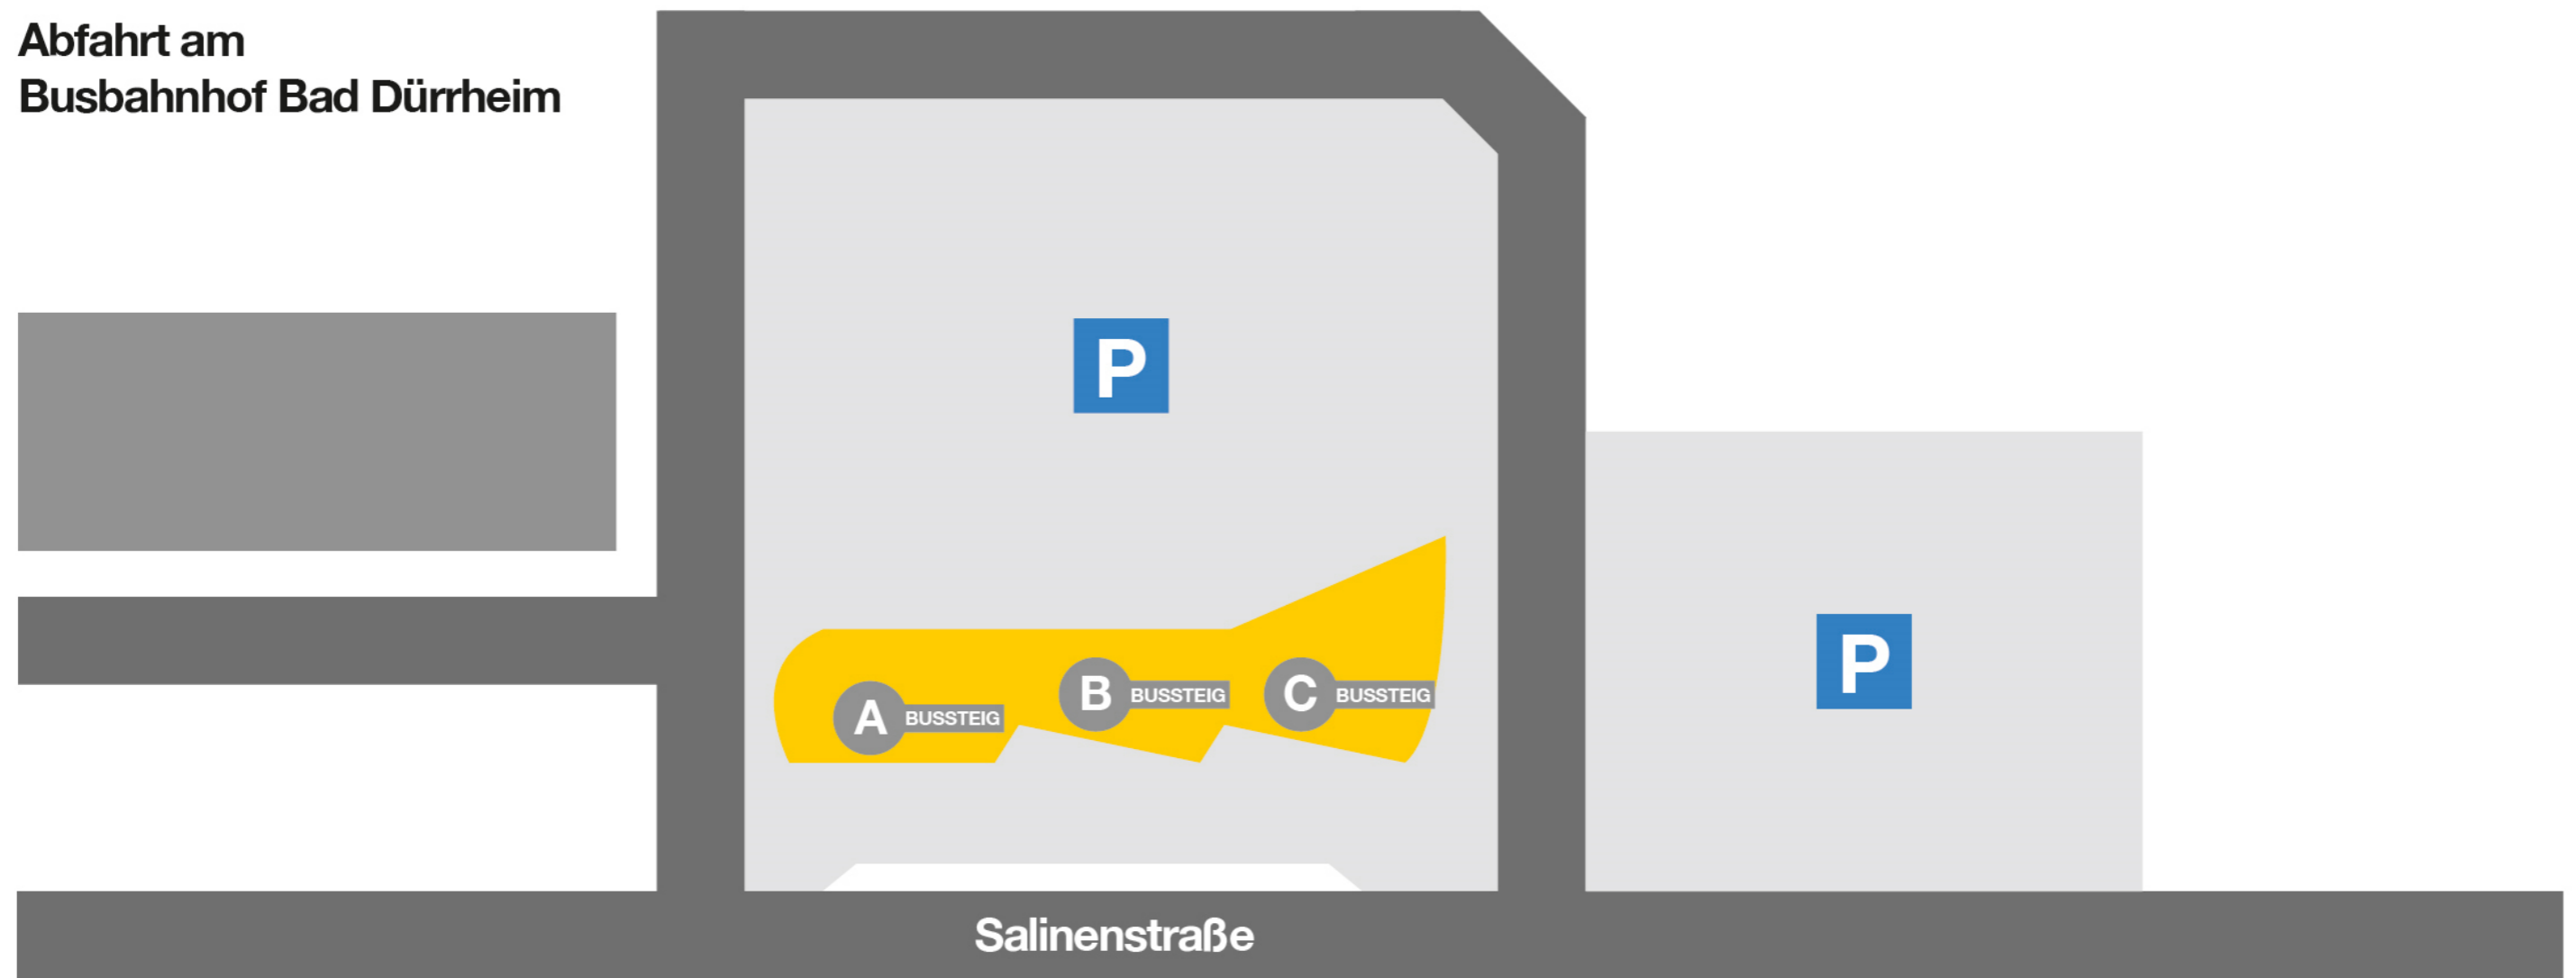 Abfahrt am
Busbahnhof Bad Dürrheim
P
P
A BUSSTEIG
B BUSSTEIG
C BUSSTEIG
Salinenstraße